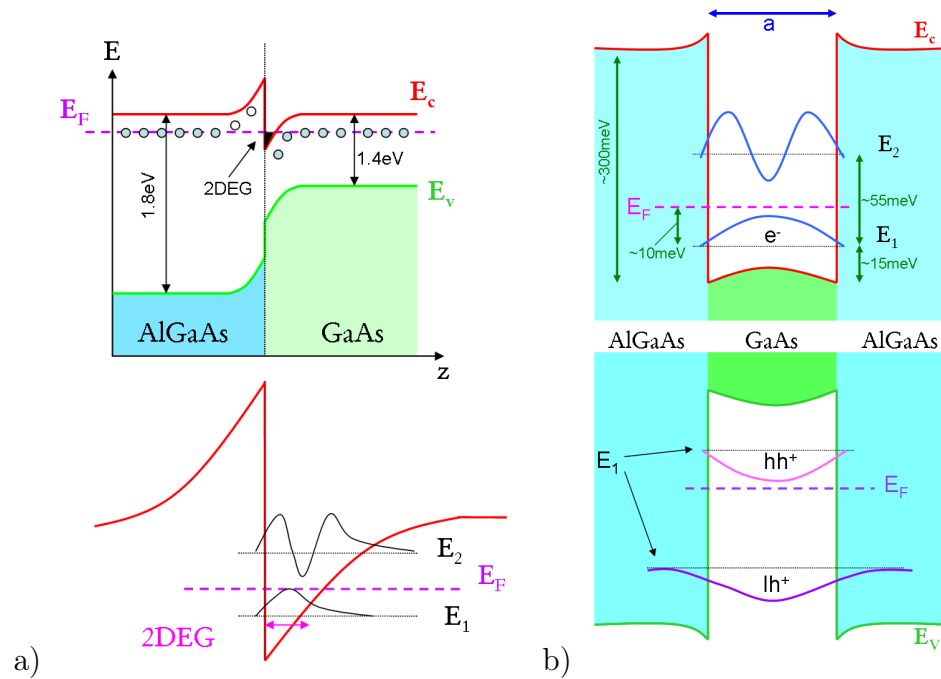 E
E_F
E_c
2DEG
1.4eV
1.8eV
E_v
AlGaAs
GaAs
z
E_2
E_F
E_1
2DEG
a)
a
E_c
~300meV
E_2
E_F
~55meV
e⁻
E_1
~10meV
~15meV
AlGaAs
GaAs
AlGaAs
E_1
hh⁺
E_F
lh⁺
E_V
b)